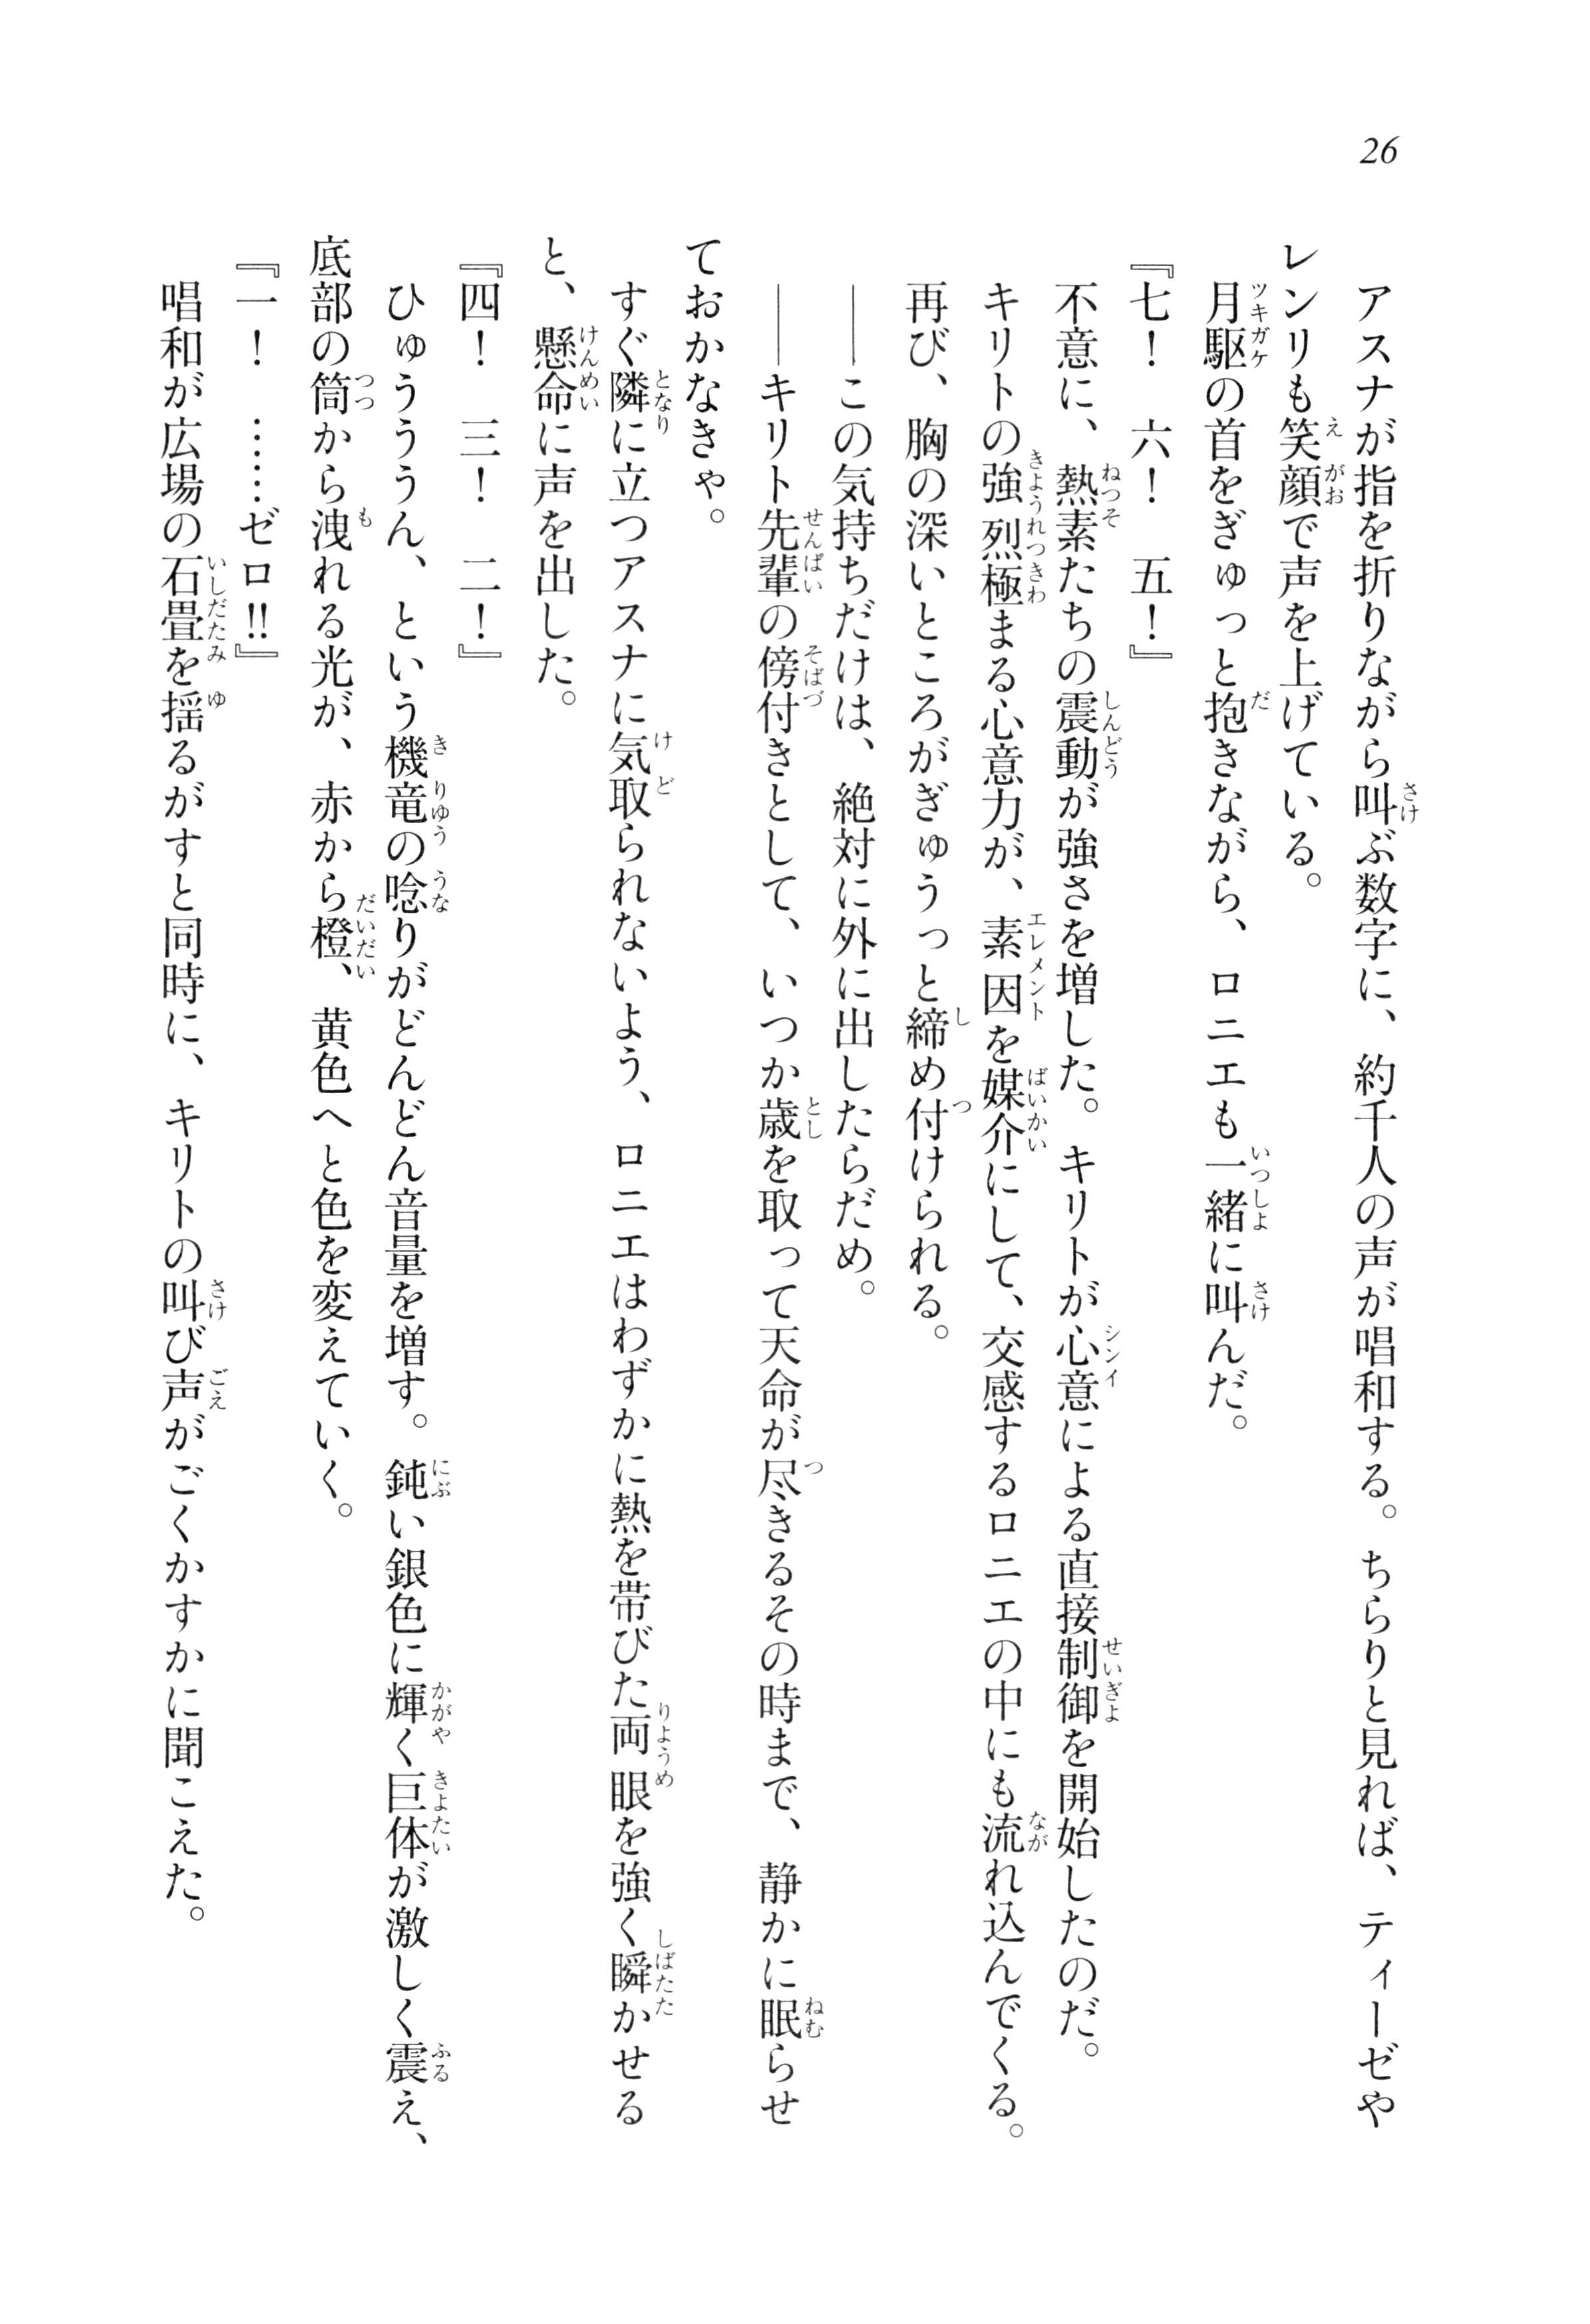 26
　アスナが指を折りながら叫ぶ数字に、約千人の声が唱和する。ちらりと見れば、ティーゼや
レンリも笑顔で声を上げている。
　月駆の首をぎゅっと抱きながら、ロニエも一緒に叫んだ。
『七！　六！　五！』
　不意に、熱素たちの震動が強さを増した。キリトが心意による直接制御を開始したのだ。
　キリトの強烈極まる心意力が、素因を媒介にして、交感するロニエの中にも流れ込んでくる。
　再び、胸の深いところがぎゅうっと締め付けられる。
　――この気持ちだけは、絶対に外に出したらだめ。
　――キリト先輩の傍付きとして、いつか歳を取って天命が尽きるその時まで、静かに眠らせ
ておかなきゃ。
　すぐ隣に立つアスナに気取られないよう、ロニエはわずかに熱を帯びた両眼を強く瞬かせる
と、懸命に声を出した。
『四！　三！　二！』
　ひゅううん、という機竜の唸りがどんどん音量を増す。鈍い銀色に輝く巨体が激しく震え、
底部の筒から洩れる光が、赤から橙、黄色へと色を変えていく。
『一！　……ゼロ‼』
　唱和が広場の石畳を揺るがすと同時に、キリトの叫び声がごくかすかに聞こえた。